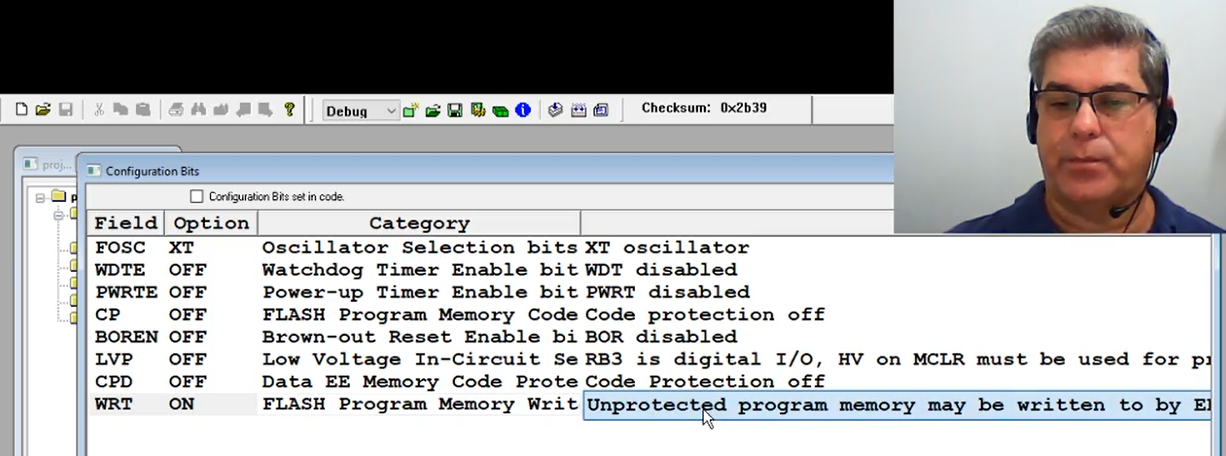 Debug
Checksum: 0x2b39
proj...
Configuration Bits
Configuration Bits set in code.
Field Option Category
FOSC XT Oscillator Selection bits XT oscillator
WDTE OFF Watchdog Timer Enable bit WDT disabled
PWRTE OFF Power-up Timer Enable bit PWRT disabled
CP OFF FLASH Program Memory Code Code protection off
BOREN OFF Brown-out Reset Enable bi BOR disabled
LVP OFF Low Voltage In-Circuit Se RB3 is digital I/O, HV on MCLR must be used for pr
CPD OFF Data EE Memory Code Prote Code Protection off
WRT ON FLASH Program Memory Writ Unprotected program memory may be written to by